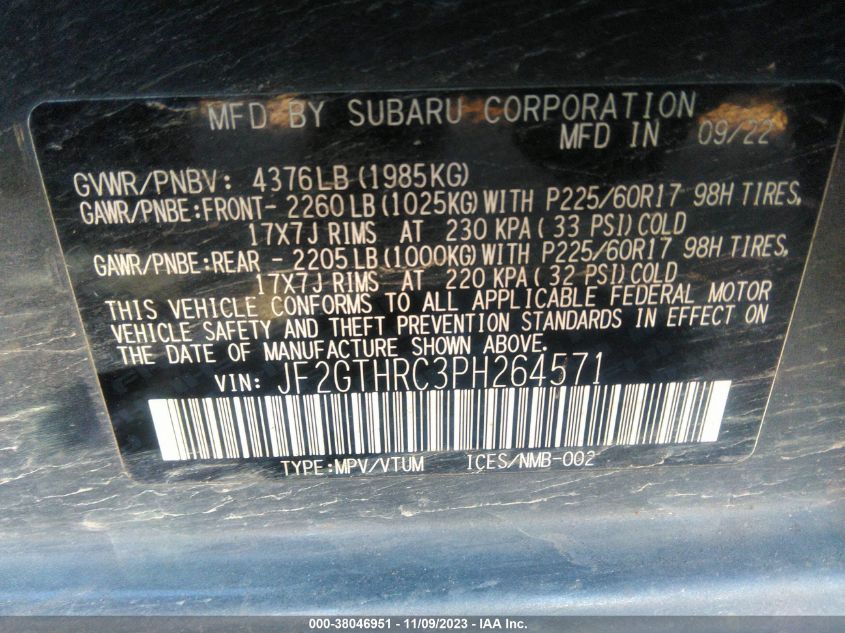 MFD BY SUBARU CORPORATION
MFD IN 09/22
GVWR/PNBV: 4376LB (1985KG)
GAWR/PNBE:FRONT- 2260 LB (1025KG) WITH P225/60R17 98H TIRES,
17X7J RIMS AT 230 KPA ( 33 PSI) COLD
GAWR/PNBE:REAR - 2205 LB (1000KG) WITH P225/60R17 98H TIRES,
17X7J RIMS AT 220 KPA ( 32 PSI) COLD
THIS VEHICLE CONFORMS TO ALL APPLICABLE FEDERAL MOTOR
VEHICLE SAFETY AND THEFT PREVENTION STANDARDS IN EFFECT ON
THE DATE OF MANUFACTURE SHOWN ABOVE.
VIN: JF2GTHRC3PH264571
TYPE:MPV/VTUM ICES/NMB-002
000-38046951 - 11/09/2023 - IAA Inc.